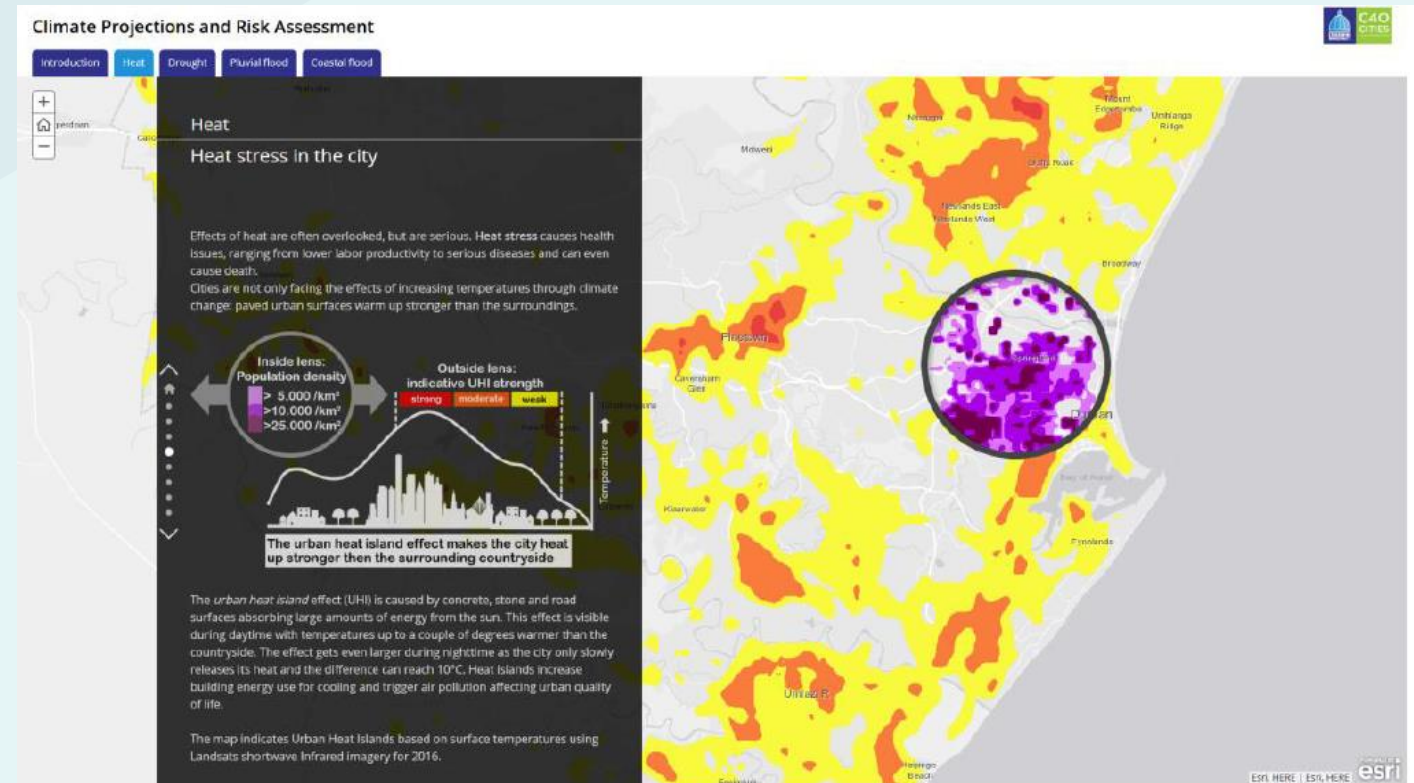 Climate Projections and Risk Assessment
C40
CITIES
Introduction
Heat
Drought
Pluvial flood
Coastal flood
+
−
Heat
Heat stress in the city
Effects of heat are often overlooked, but are serious. Heat stress causes health
issues, ranging from lower labor productivity to serious diseases and can even
cause death.
Cities are not only facing the effects of increasing temperatures through climate
change: paved urban surfaces warm up stronger than the surroundings.
Inside lens:
Population density
> 5.000 /km²
>10.000 /km²
>25.000 /km²
Outside lens:
indicative UHI strength
strong
moderate
weak
Temperature
The urban heat island effect makes the city heat
up stronger then the surrounding countryside
The urban heat island effect (UHI) is caused by concrete, stone and road
surfaces absorbing large amounts of energy from the sun. This effect is visible
during daytime with temperatures up to a couple of degrees warmer than the
countryside. The effect gets even larger during nighttime as the city only slowly
releases its heat and the difference can reach 10°C. Heat Islands increase
building energy use for cooling and trigger air pollution affecting urban quality
of life.
The map indicates Urban Heat Islands based on surface temperatures using
Landsats shortwave Infrared imagery for 2016.
Mount
Edgecombe
Umhlanga
Ridge
Ntuzuma
Molweni
Newlands East
Newlands West
Broadway
Pinetown
Caversham
Glen
Springfield
Durban
Klaarwater
Umlazi R
Beach
Esri, HERE | Esri, HERE
POWERED BY
esri